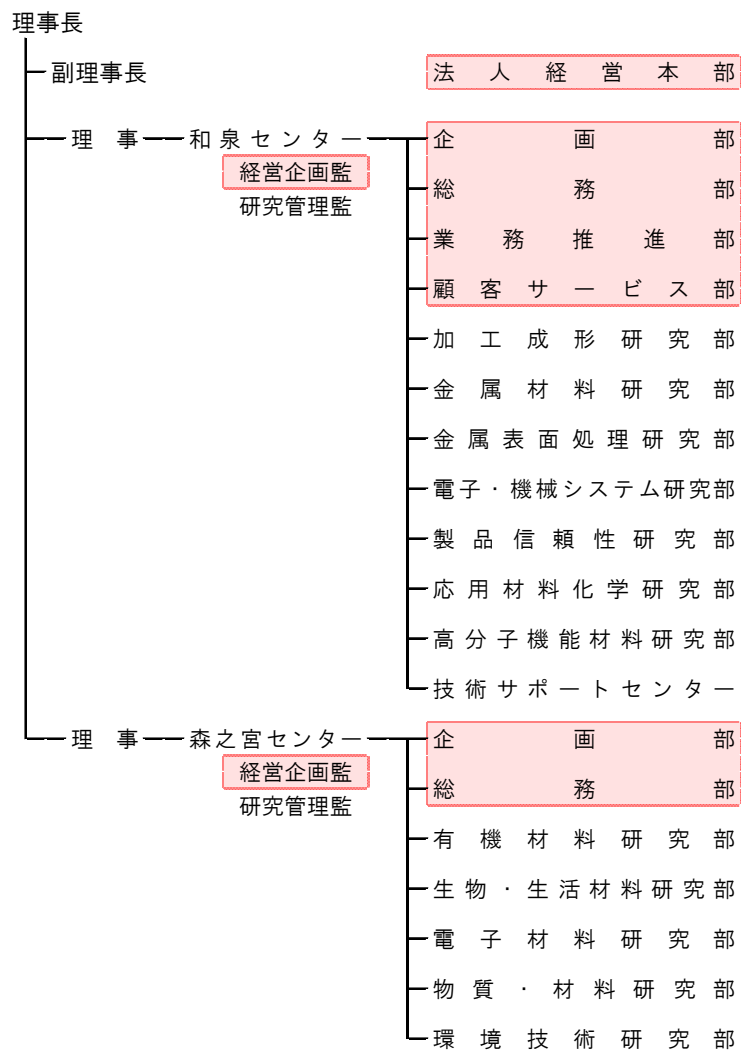 理事長
副理事長
法人経営本部
理事 和泉センター 企画部
経営企画監
総務部
研究管理監
業務推進部
顧客サービス部
加工成形研究部
金属材料研究部
金属表面処理研究部
電子・機械システム研究部
製品信頼性研究部
応用材料化学研究部
高分子機能材料研究部
技術サポートセンター
理事 森之宮センター 企画部
経営企画監
総務部
研究管理監
有機材料研究部
生物・生活材料研究部
電子材料研究部
物質・材料研究部
環境技術研究部